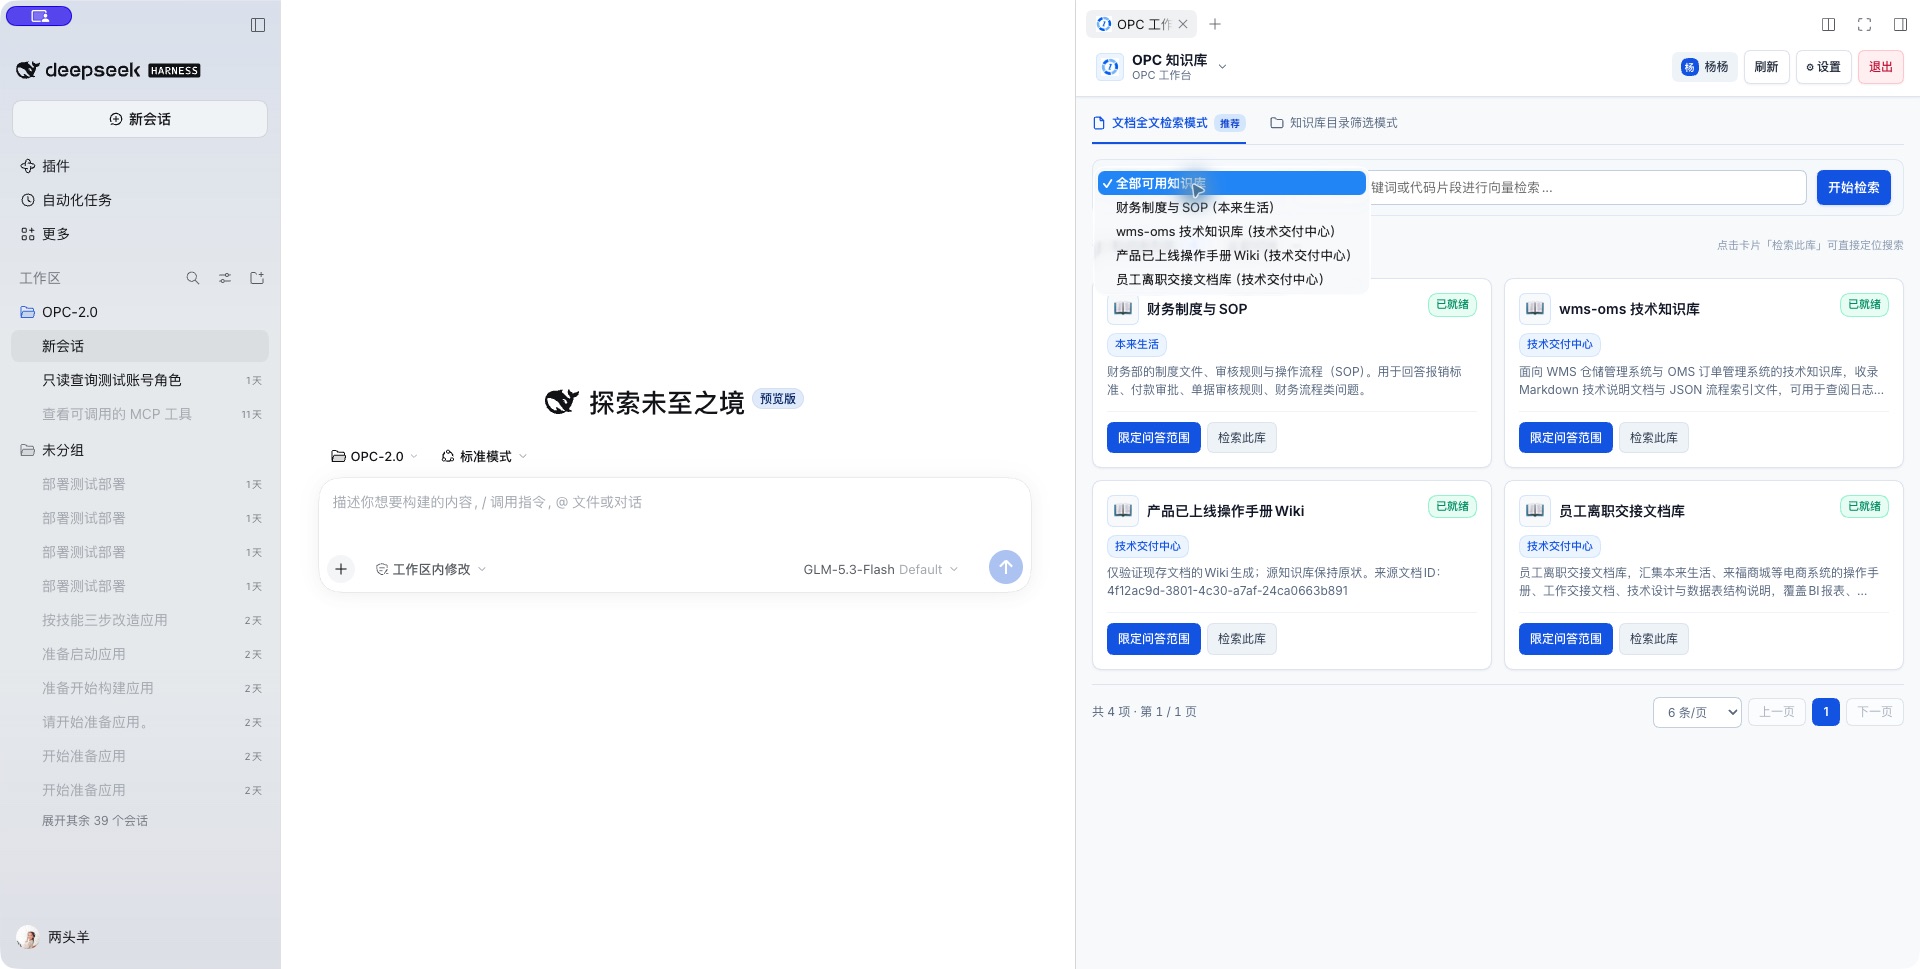 deepseek HARNESS
新会话
插件
自动化任务
更多
工作区
OPC-2.0
新会话
只读查询测试账号角色 1天
查看可调用的 MCP 工具 11天
未分组
部署测试部署 1天
部署测试部署 1天
部署测试部署 1天
部署测试部署 1天
按技能三步改造应用 2天
准备启动应用 2天
准备开始构建应用 2天
请开始准备应用。 2天
开始准备应用 2天
开始准备应用 2天
展开其余 39 个会话
两头羊
探索未至之境 预览版
OPC-2.0 标准模式
描述你想要构建的内容, / 调用指令, @ 文件或对话
工作区内修改 GLM-5.3-Flash Default
OPC 工作
OPC 知识库
OPC 工作台
杨 杨杨 刷新 设置 退出
文档全文检索模式 推荐 知识库目录筛选模式
全部可用知识库
键词或代码片段进行向量检索... 开始检索
财务制度与 SOP (本来生活)
wms-oms 技术知识库 (技术交付中心)
产品已上线操作手册 Wiki (技术交付中心)
员工离职交接文档库 (技术交付中心)
点击卡片「检索此库」可直接定位搜索
财务制度与 SOP 已就绪
本来生活
财务部的制度文件、审核规则与操作流程（SOP）。用于回答报销标
准、付款审批、单据审核规则、财务流程类问题。
限定问答范围 检索此库
wms-oms 技术知识库 已就绪
技术交付中心
面向 WMS 仓储管理系统与 OMS 订单管理系统的技术知识库，收录
Markdown 技术说明文档与 JSON 流程索引文件，可用于查阅日志...
限定问答范围 检索此库
产品已上线操作手册 Wiki 已就绪
技术交付中心
仅验证现存文档的 Wiki 生成；源知识库保持原状。来源文档 ID：
4f12ac9d-3801-4c30-a7af-24ca0663b891
限定问答范围 检索此库
员工离职交接文档库 已就绪
技术交付中心
员工离职交接文档库，汇集本来生活、来福商城等电商系统的操作手
册、工作交接文档、技术设计与数据表结构说明，覆盖 BI 报表、...
限定问答范围 检索此库
共 4 项 · 第 1 / 1 页
6 条/页 上一页 1 下一页